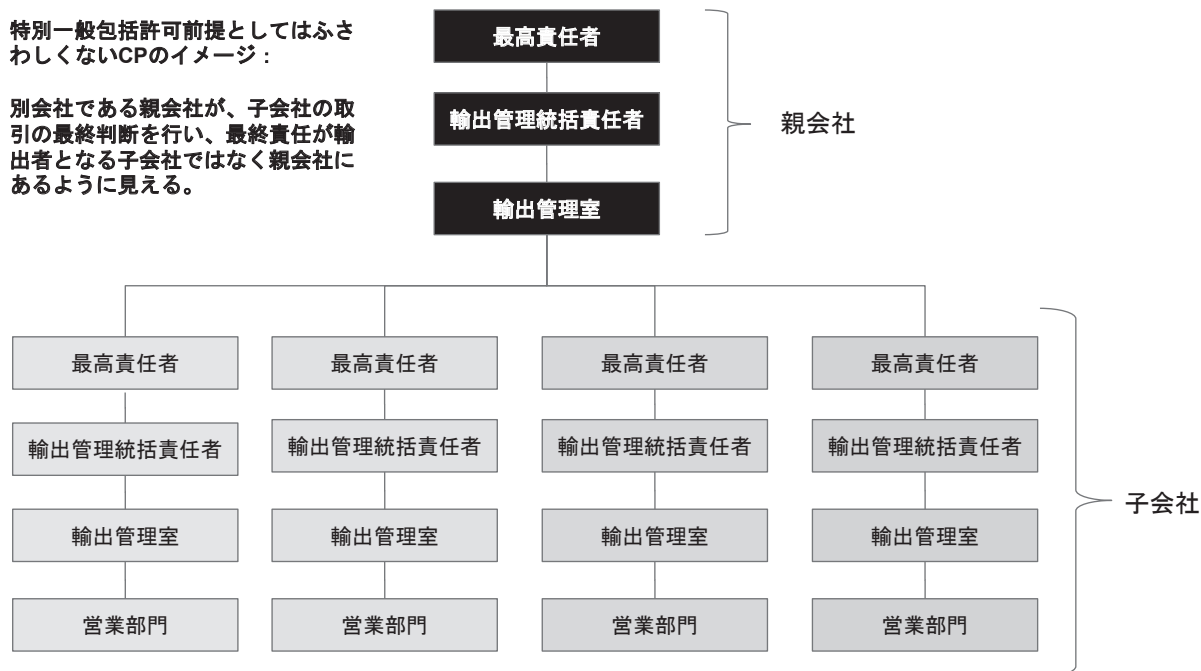 特別一般包括許可前提としてはふさ
わしくないCPのイメージ：
別会社である親会社が、子会社の取
引の最終判断を行い、最終責任が輸
出者となる子会社ではなく親会社に
あるように見える。
最高責任者
輸出管理統括責任者
輸出管理室
親会社
最高責任者
最高責任者
最高責任者
最高責任者
輸出管理統括責任者
輸出管理統括責任者
輸出管理統括責任者
輸出管理統括責任者
輸出管理室
輸出管理室
輸出管理室
輸出管理室
営業部門
営業部門
営業部門
営業部門
子会社